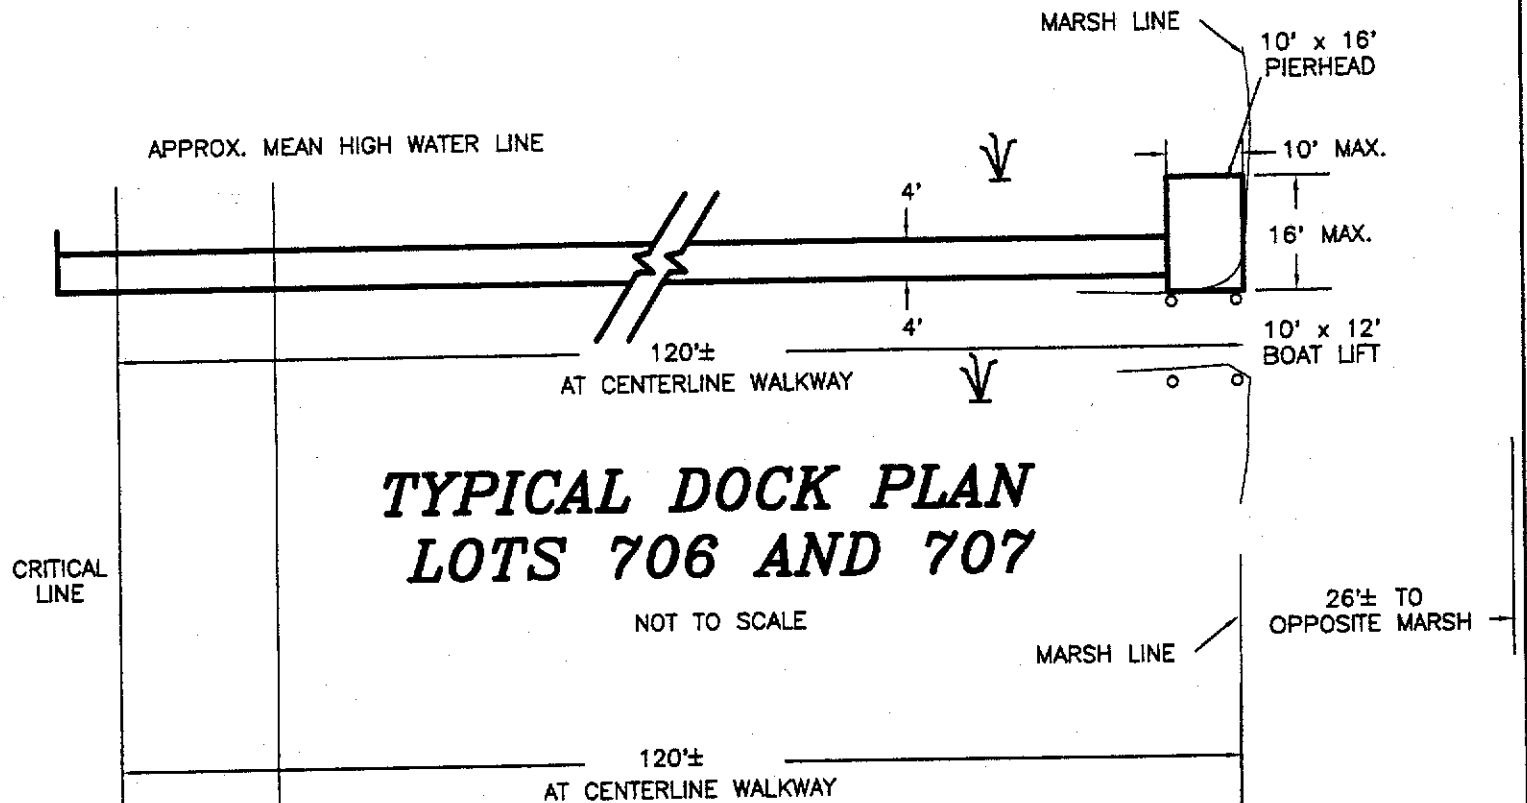 MARSH LINE
10' x 16'
PIERHEAD
APPROX. MEAN HIGH WATER LINE
10' MAX.
4'
16' MAX.
4'
10' x 12'
BOAT LIFT
120'±
AT CENTERLINE WALKWAY
TYPICAL DOCK PLAN
LOTS 706 AND 707
NOT TO SCALE
CRITICAL
LINE
26'± TO
OPPOSITE MARSH
MARSH LINE
120'±
AT CENTERLINE WALKWAY